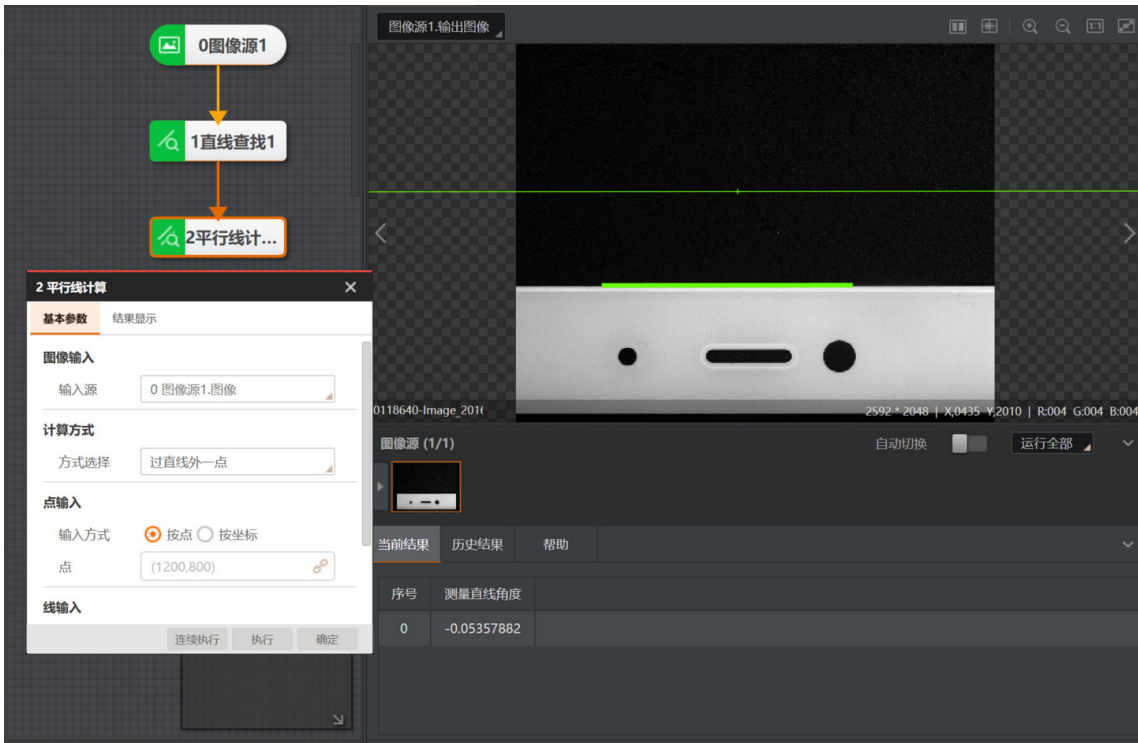 0图像源1
1直线查找1
2平行线计...
2 平行线计算
基本参数 结果显示
图像输入
输入源 0 图像源1.图像
计算方式
方式选择 过直线外一点
点输入
输入方式 按点 按坐标
点 (1200,800)
线输入
连续执行 执行 确定
图像源1.输出图像
1:1
0118640-Image_2016
2592 * 2048 | X,0435 Y,2010 | R:004 G:004 B:004
图像源 (1/1)
自动切换 运行全部
当前结果 历史结果 帮助
序号 测量直线角度
0 -0.05357882